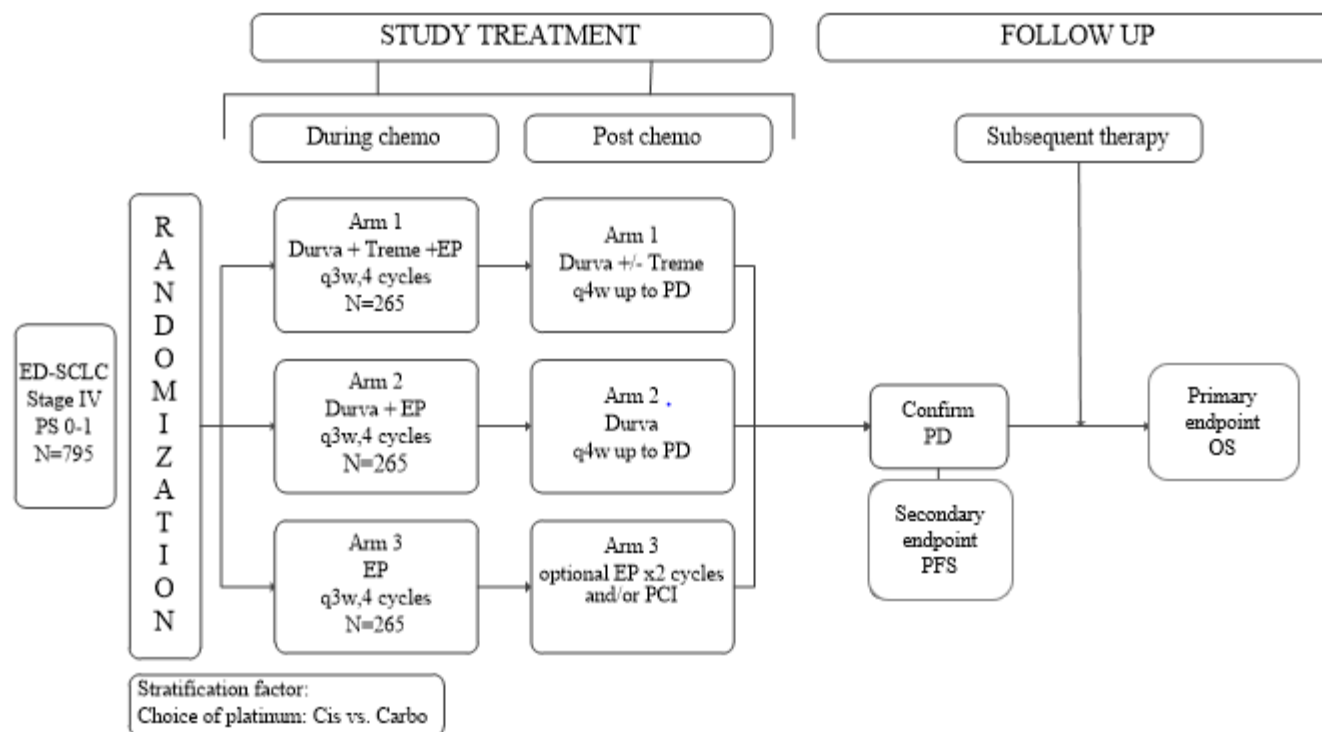 STUDY TREATMENT
FOLLOW UP
During chemo
Post chemo
Subsequent therapy
ED-SCLC
Stage IV
PS 0-1
N=795
R
A
N
D
O
M
I
Z
A
T
I
O
N
Arm 1
Durva + Treme +EP
q3w,4 cycles
N=265
Arm 1
Durva +/- Treme
q4w up to PD
Arm 2
Durva + EP
q3w,4 cycles
N=265
Arm 2
Durva
q4w up to PD
Arm 3
EP
q3w,4 cycles
N=265
Arm 3
optional EP x2 cycles
and/or PCI
Confirm
PD
Secondary
endpoint
PFS
Primary
endpoint
OS
Stratification factor:
Choice of platinum: Cis vs. Carbo